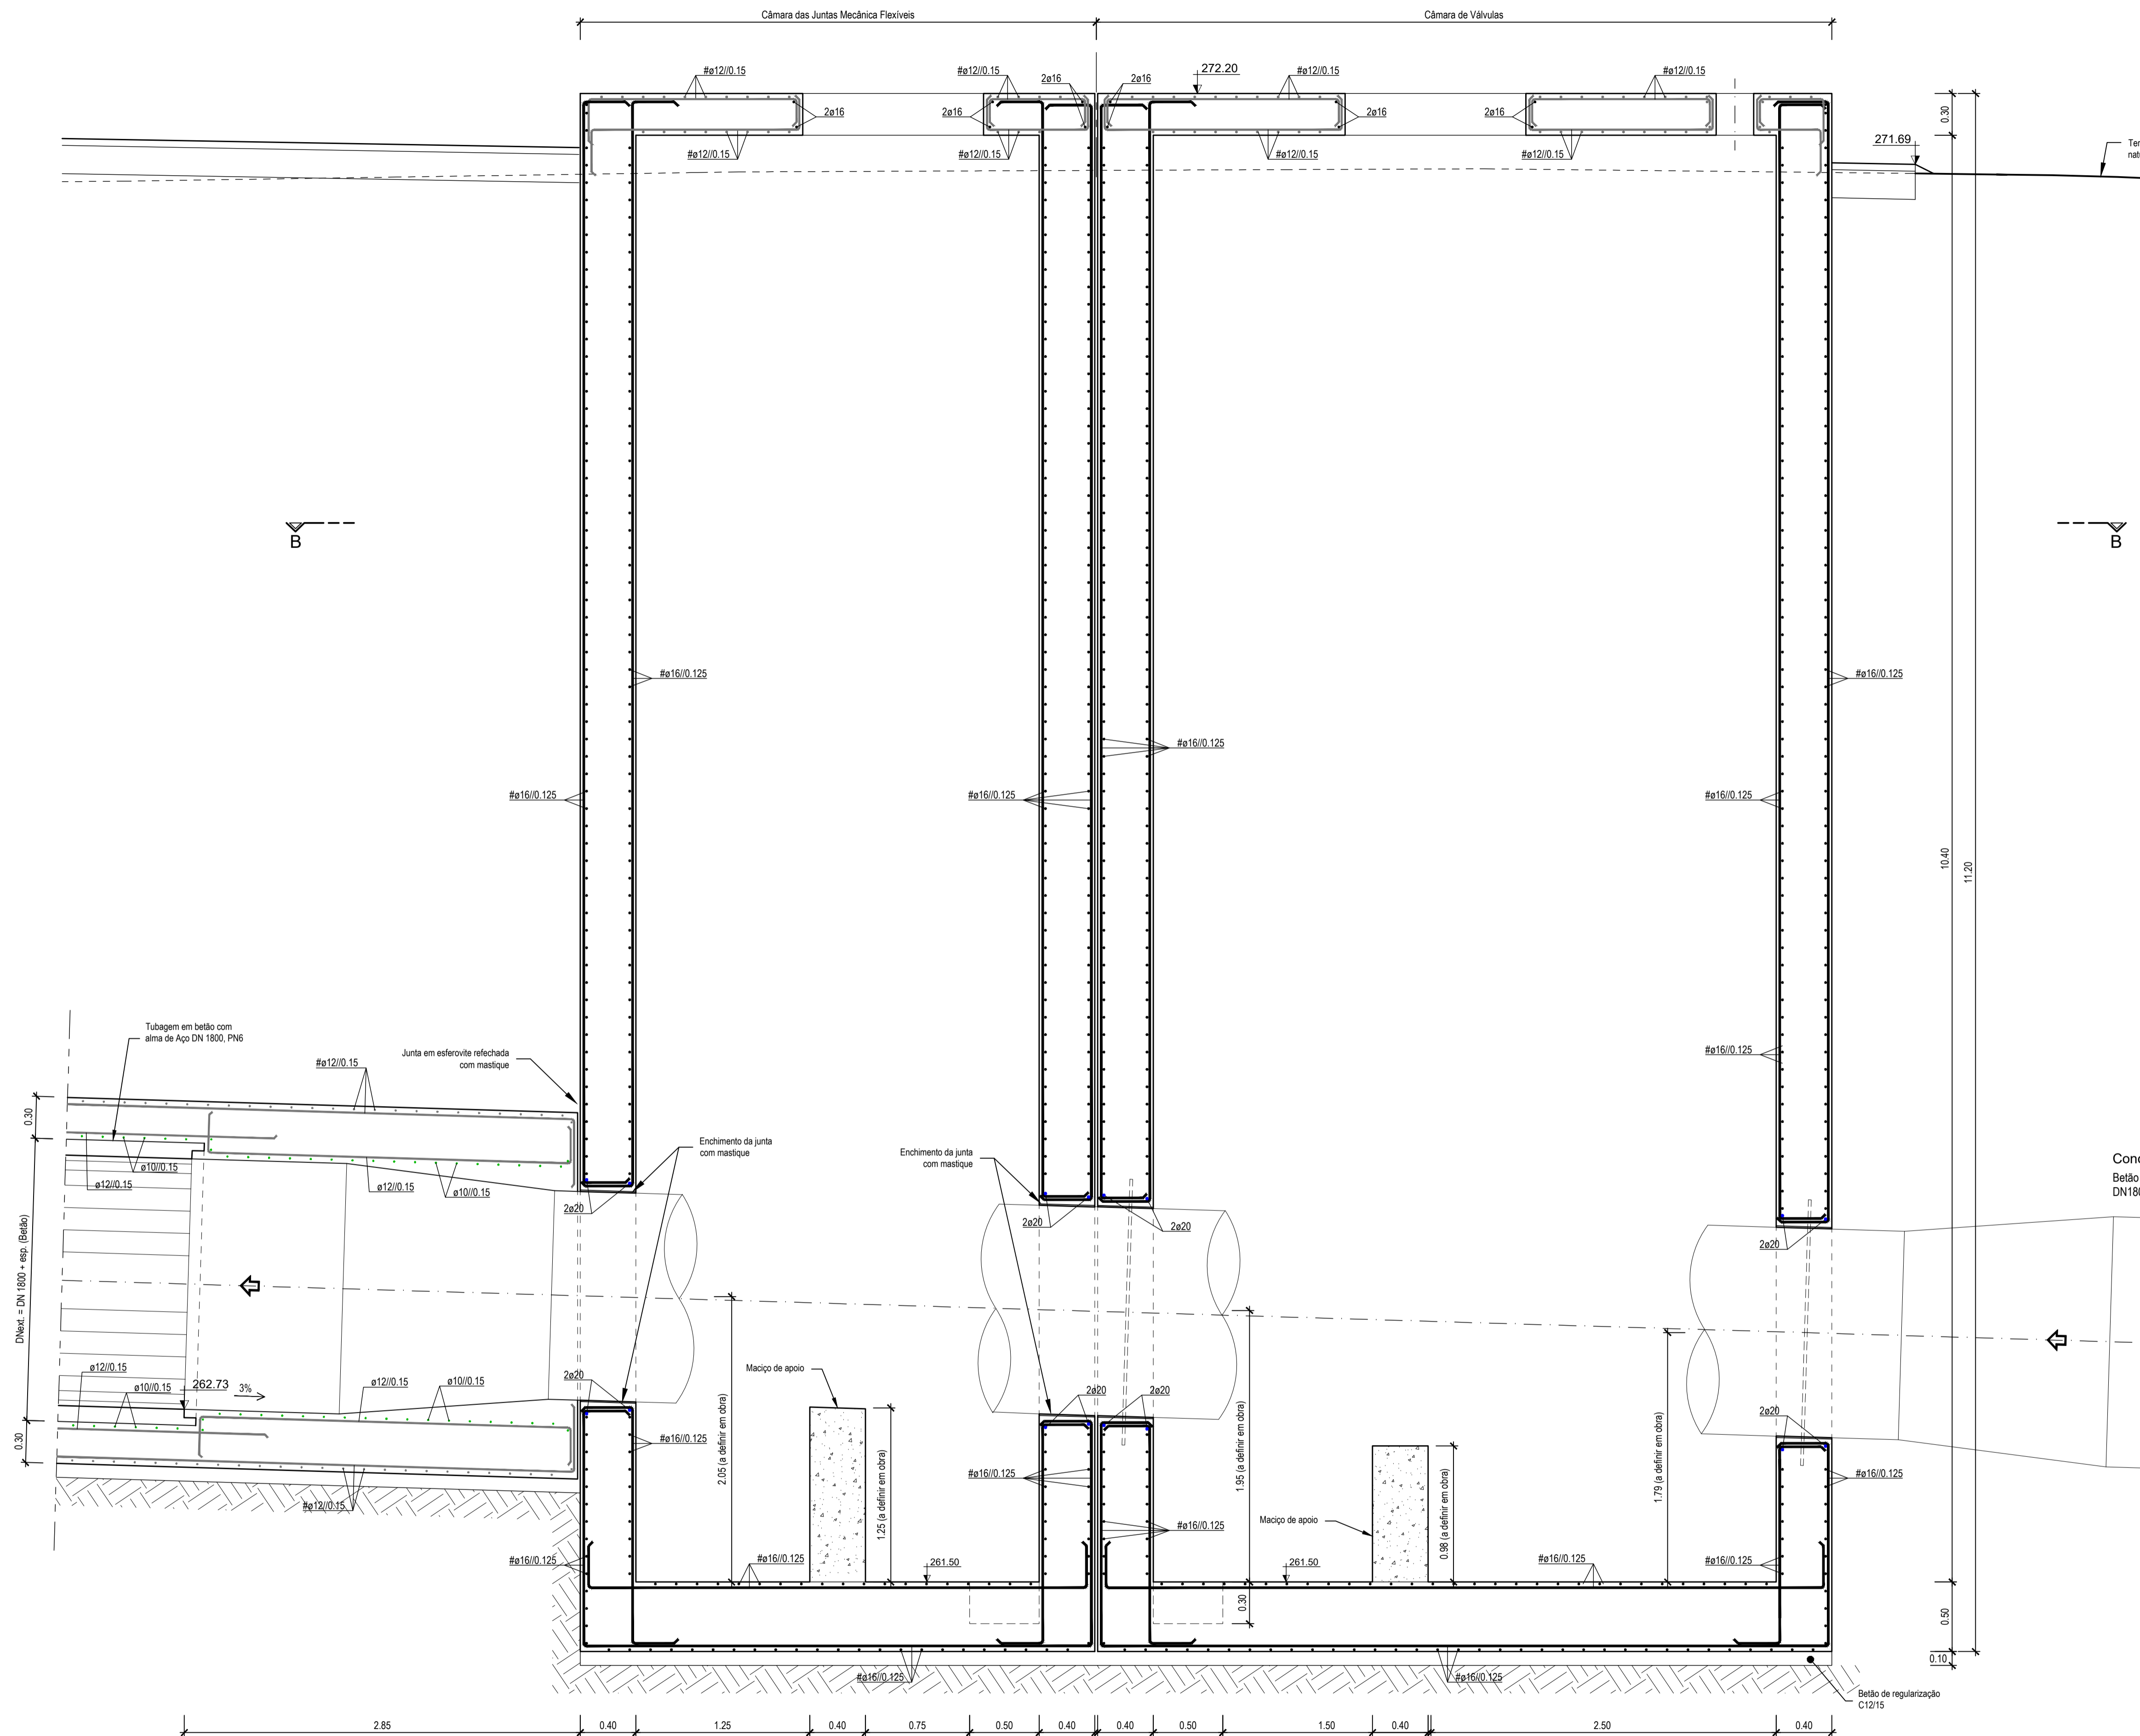 Câmara das Juntas Mecânica Flexíveis
Câmara de Válvulas
#ø12//0.15
#ø12//0.15
2ø16
2ø16
272.20
#ø12//0.15
#ø12//0.15
2ø16
2ø16
2ø16
2ø16
0.30
271.69
#ø12//0.15
#ø12//0.15
#ø12//0.15
#ø12//0.15
B
B
#ø16//0.125
#ø16//0.125
#ø16//0.125
#ø16//0.125
#ø16//0.125
#ø16//0.125
10.40
11.20
Tubagem em betão com
alma de Aço DN 1800, PN6
Junta em esferovite refechada
com mastique
#ø12//0.15
#ø16//0.125
0.30
Enchimento da junta
com mastique
Enchimento da junta
com mastique
ø10//0.15
ø12//0.15
ø12//0.15
ø10//0.15
Betão
2ø20
2ø20
2ø20
2ø20
DNext. = DN 1800 + esp. (Betão)
ø12//0.15
ø10//0.15
262.73
3%
ø12//0.15
ø10//0.15
2ø20
Maciço de apoio
2ø20
2ø20
2ø20
0.30
#ø16//0.125
2.05 (a definir em obra)
1.25 (a definir em obra)
1.95 (a definir em obra)
0.98 (a definir em obra)
1.79 (a definir em obra)
#ø16//0.125
#ø16//0.125
#ø12//0.15
Maciço de apoio
#ø16//0.125
#ø16//0.125
#ø16//0.125
261.50
261.50
#ø16//0.125
#ø16//0.125
0.30
0.50
0.10
#ø16//0.125
#ø16//0.125
Betão de regularização
C12/15
2.85
0.40
1.25
0.40
0.75
0.50
0.40
0.40
0.50
1.50
0.40
2.50
0.40